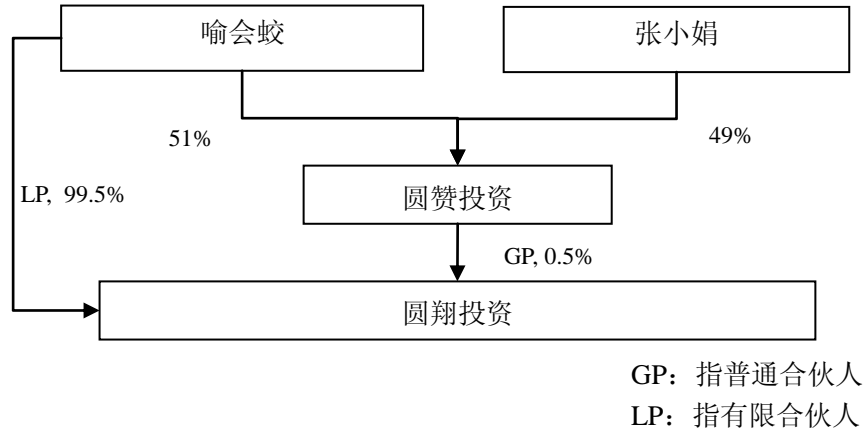 喻会蛟
张小娟
51%
49%
LP, 99.5%
圆赞投资
GP, 0.5%
圆翔投资
GP：指普通合伙人
LP：指有限合伙人